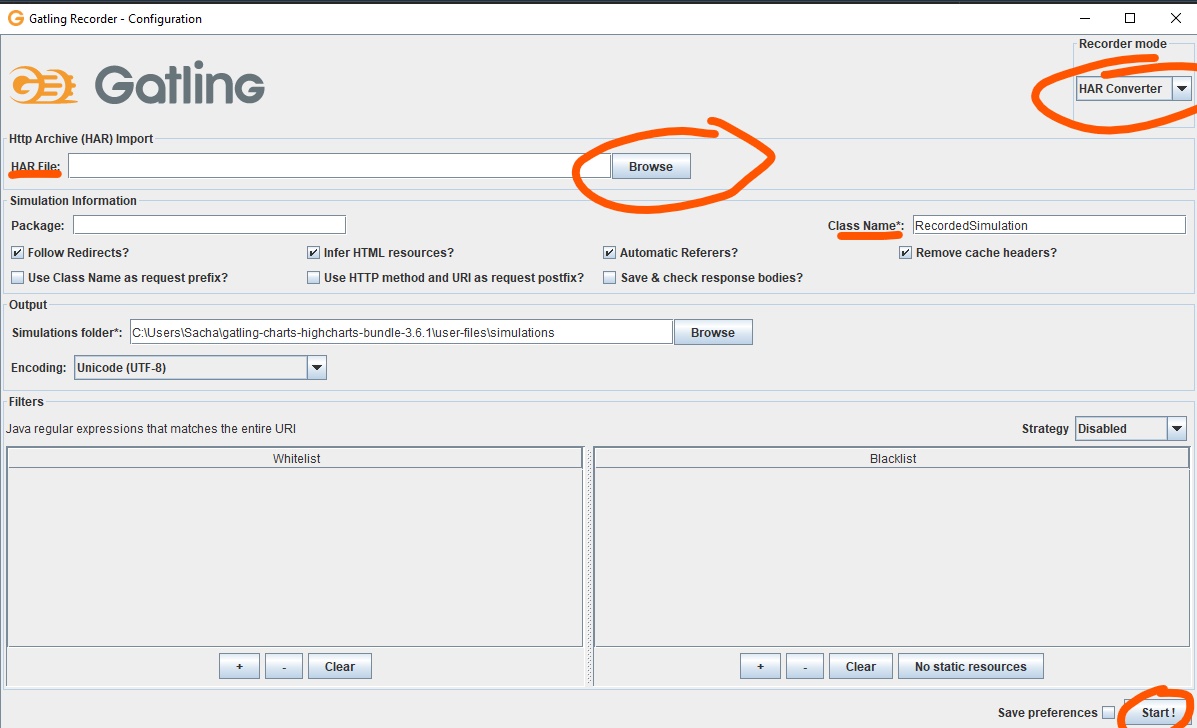 Gatling Recorder - Configuration
Recorder mode
Gatling
HAR Converter
Http Archive (HAR) Import
HAR File:
Browse
Simulation Information
Package:
Class Name*: RecordedSimulation
Follow Redirects? Infer HTML resources? Automatic Referers? Remove cache headers?
Use Class Name as request prefix? Use HTTP method and URI as request postfix? Save & check response bodies?
Output
Simulations folder*: C:\Users\Sacha\gatling-charts-highcharts-bundle-3.6.1\user-files\simulations Browse
Encoding: Unicode (UTF-8)
Filters
Java regular expressions that matches the entire URI Strategy Disabled
Whitelist Blacklist
+ - Clear + - Clear No static resources
Save preferences Start !